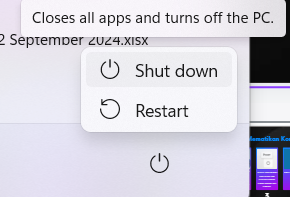 Closes all apps and turns off the PC.
2 September 2024.xlsx
Shut down
Restart